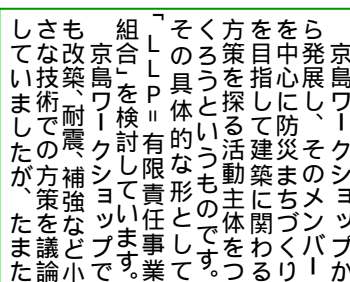 京島ワークショップか
ら発展し、そのメンバー
を中心に防災まちづくり
を目指して建築に関わる
方策を探る活動主体をつ
くろうというものです。
その具体的な形として
「LLP=有限責任事業
組合」を検討しています。
京島ワークショップで
も改築、耐震、補強など小
さな技術での方策を議論
していましたが、たまた